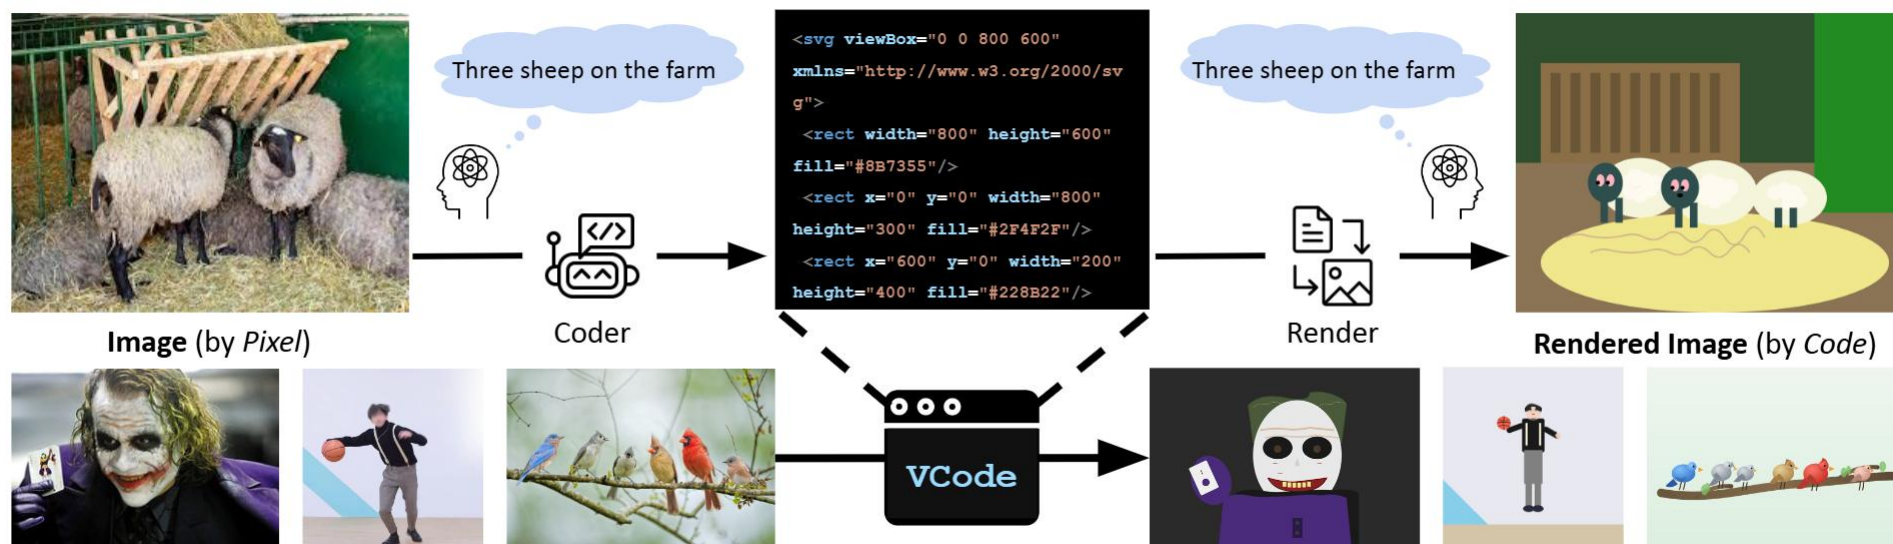 Three sheep on the farm
<svg viewBox="0 0 800 600"
xmlns="http://www.w3.org/2000/sv
g">
<rect width="800" height="600"
fill="#8B7355"/>
<rect x="0" y="0" width="800"
height="300" fill="#2F4F2F"/>
<rect x="600" y="0" width="200"
height="400" fill="#228B22"/>
Three sheep on the farm
</>
Coder
Render
Image (by Pixel)
Rendered Image (by Code)
VCode